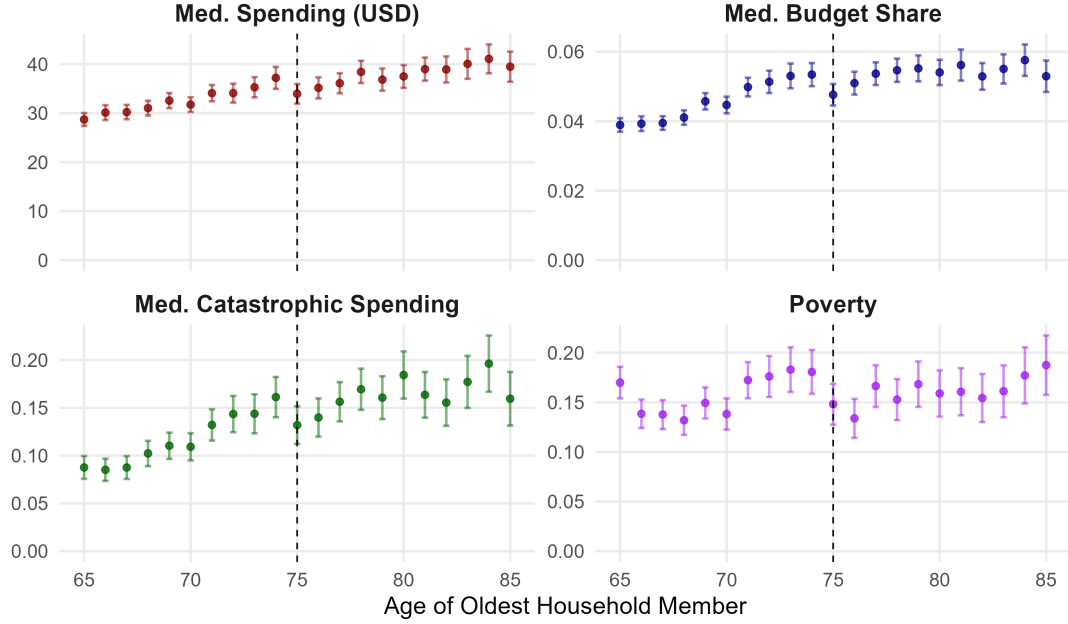 Med. Spending (USD)
Med. Budget Share
40
30
20
10
0
0.06
0.04
0.02
0.00
Med. Catastrophic Spending
Poverty
0.20
0.15
0.10
0.05
0.00
0.20
0.15
0.10
0.05
0.00
65 70 75 80 85
65 70 75 80 85
Age of Oldest Household Member